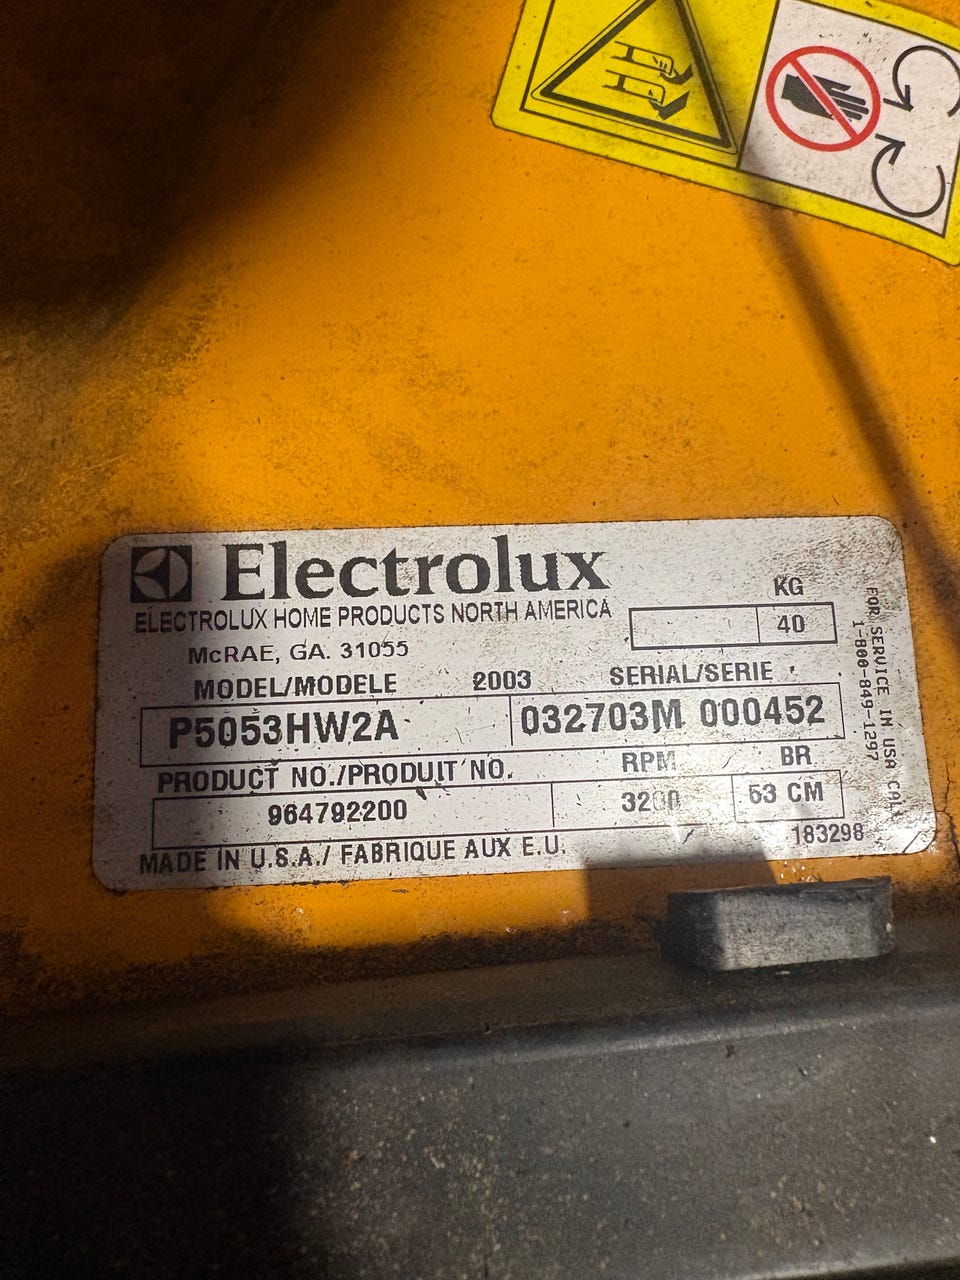 Electrolux
ELECTROLUX HOME PRODUCTS NORTH AMERICA
McRAE, GA. 31055
KG
40
MODEL/MODELE 2003 SERIAL/SERIE
P5053HW2A 032703M 000452
PRODUCT NO./PRODUIT NO. RPM BR
964792200 53 CM
MADE IN U.S.A./ FABRIQUE AUX E.U. 183298
FOR SERVICE IN USA CALL
1-800-849-1297